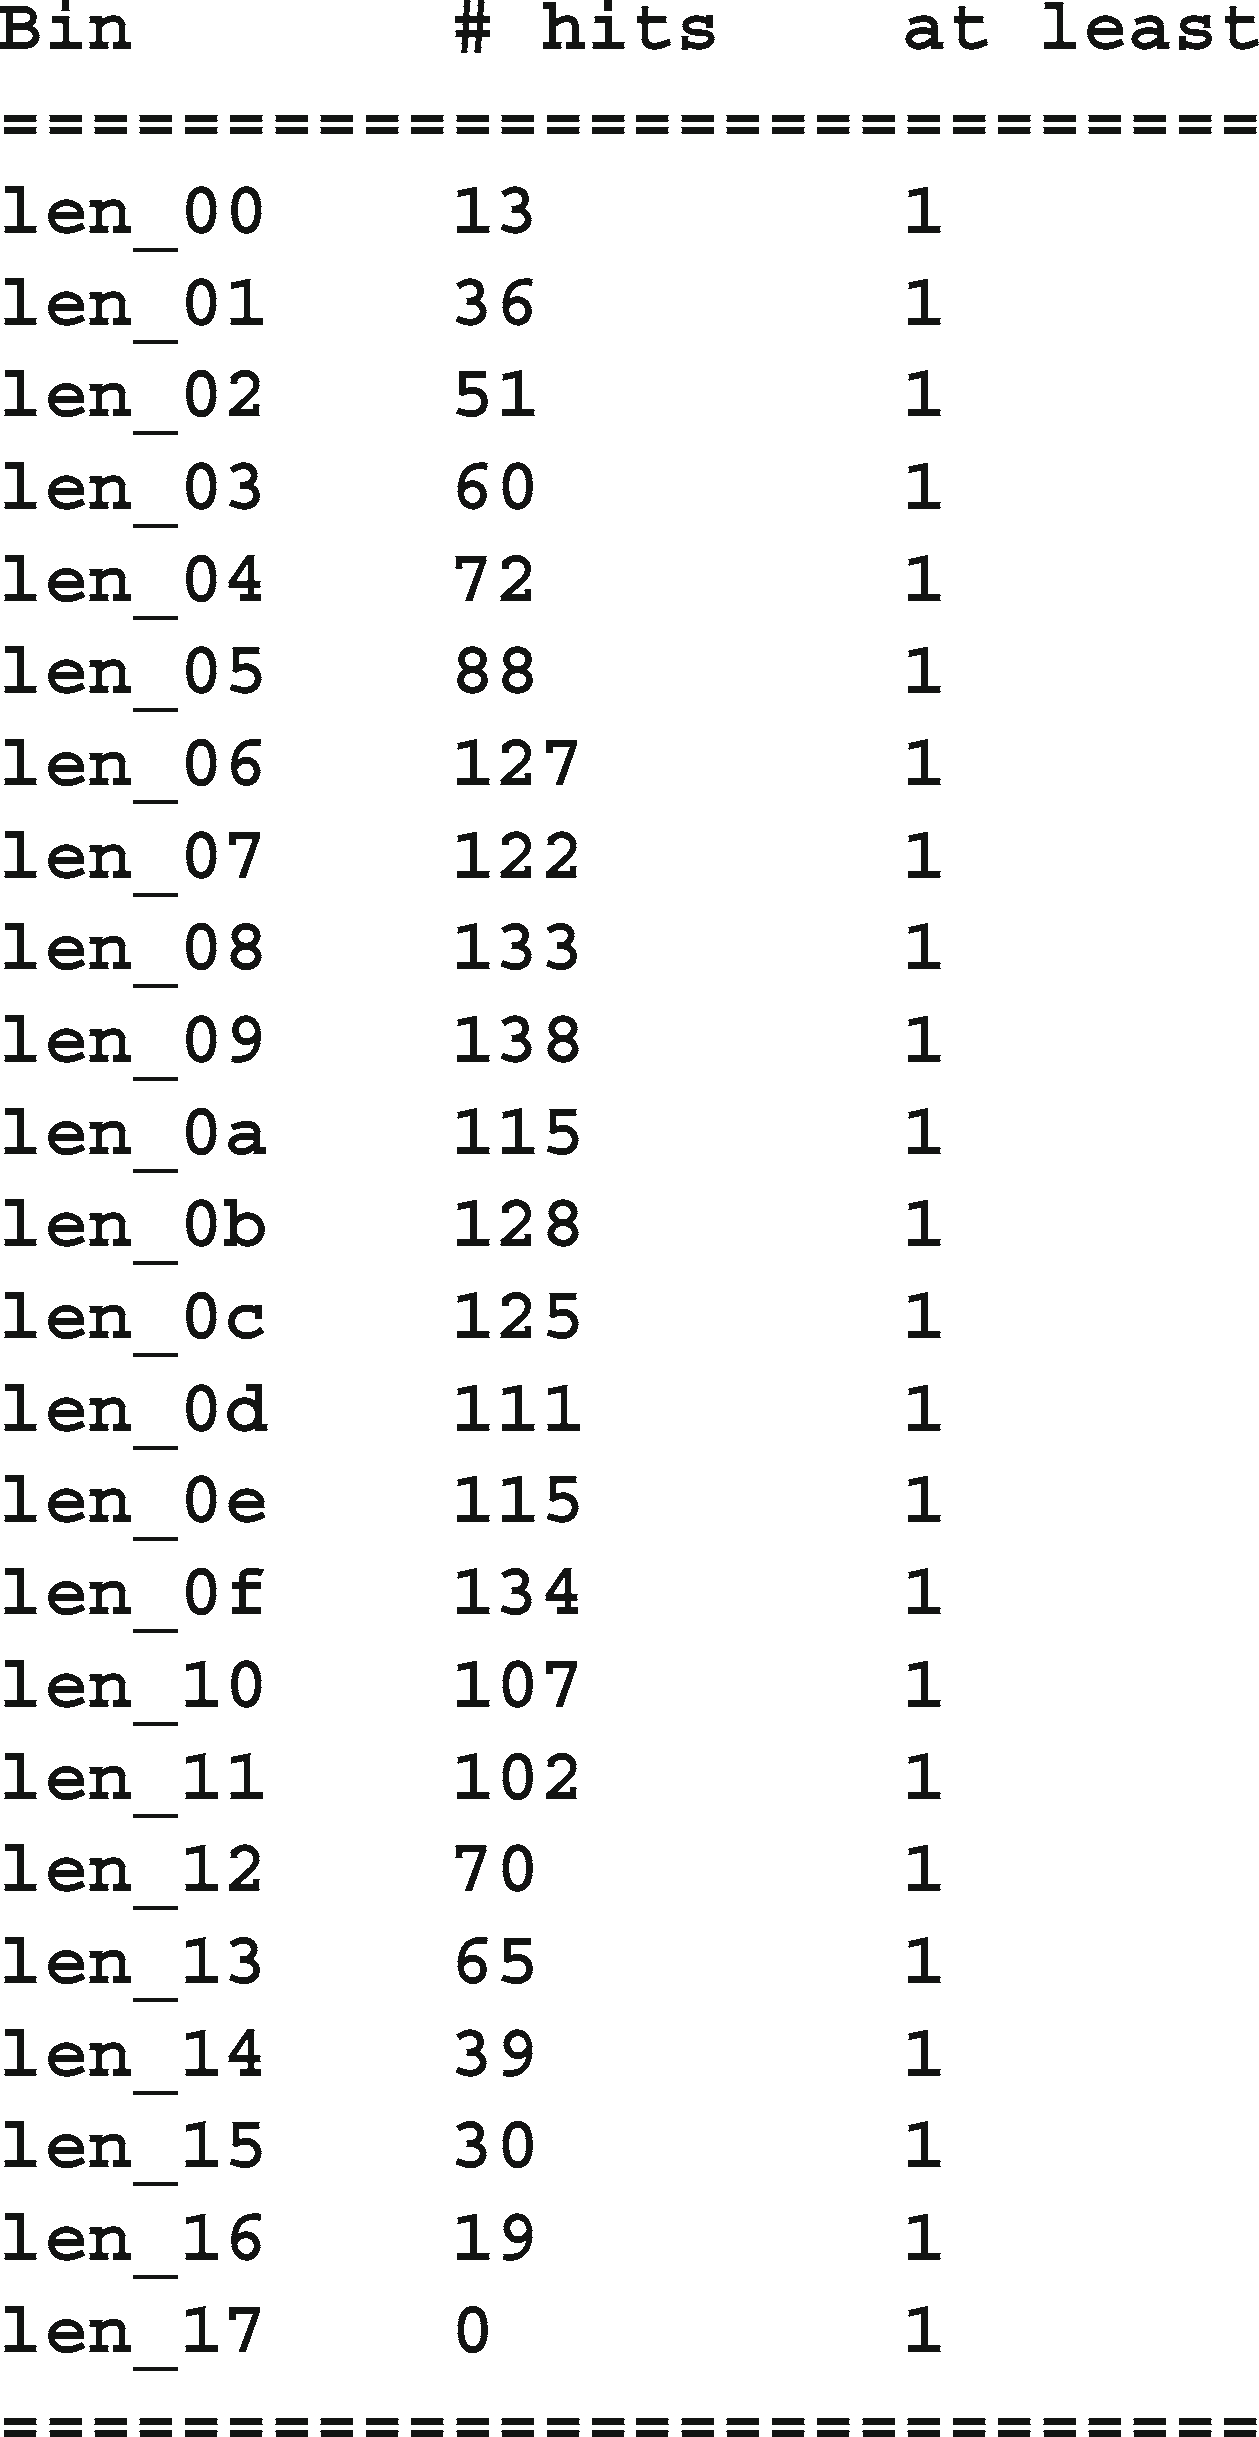 Bin # hits at least
============================
len_00 13 1
len_01 36 1
len_02 51 1
len_03 60 1
len_04 72 1
len_05 88 1
len_06 127 1
len_07 122 1
len_08 133 1
len_09 138 1
len_0a 115 1
len_0b 128 1
len_0c 125 1
len_0d 111 1
len_0e 115 1
len_0f 134 1
len_10 107 1
len_11 102 1
len_12 70 1
len_13 65 1
len_14 39 1
len_15 30 1
len_16 19 1
len_17 0 1
============================